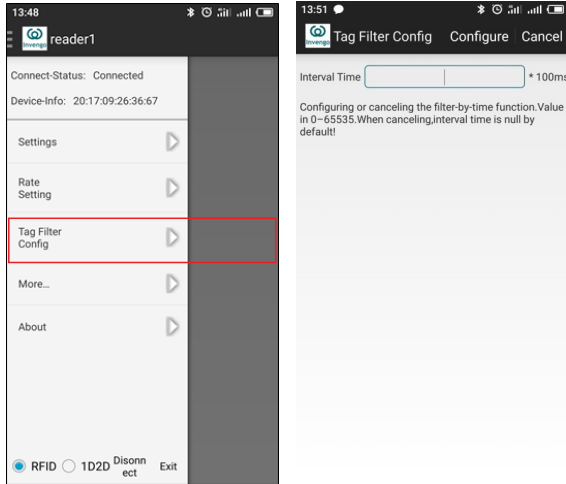 13:48
invengo
reader1
Connect-Status: Connected
Device-Info: 20:17:09:26:36:67
Settings
Rate
Setting
Tag Filter
Config
More...
About
RFID
1D2D
Disonn
ect
Exit
13:51
invengo
Tag Filter Config
Configure
Cancel
Interval Time
* 100ms
Configuring or canceling the filter-by-time function.Value
in 0~65535.When canceling,interval time is null by
default!